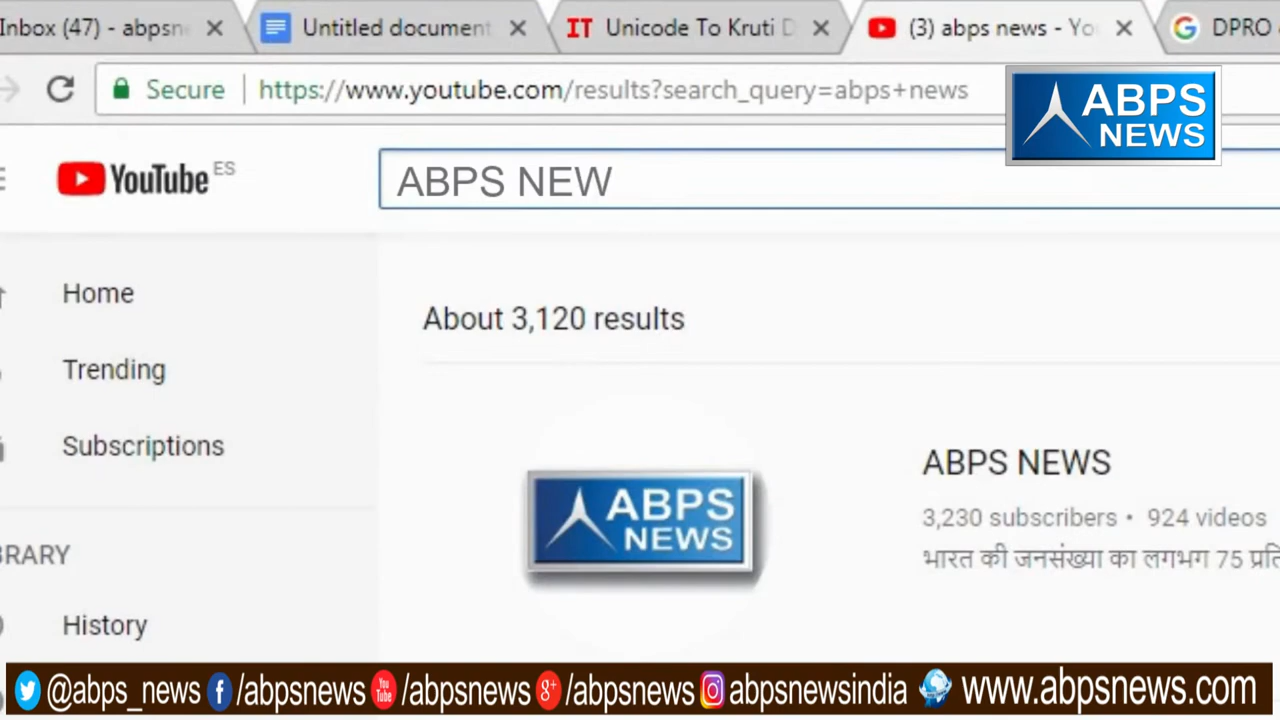 Inbox (47) - abpsn
Untitled document
IT Unicode To Kruti D
(3) abps news - Yo
DPRO
Secure https://www.youtube.com/results?search_query=abps+news
ABPS
NEWS
YouTube ES
ABPS NEW
Home
Trending
Subscriptions
BRARY
History
About 3,120 results
ABPS
NEWS
ABPS NEWS
3,230 subscribers • 924 videos
भारत की जनसंख्या का लगभग 75 प्रति
@abps_news /abpsnews You Tube /abpsnews g+ /abpsnews abpsnewsindia www.abpsnews.com